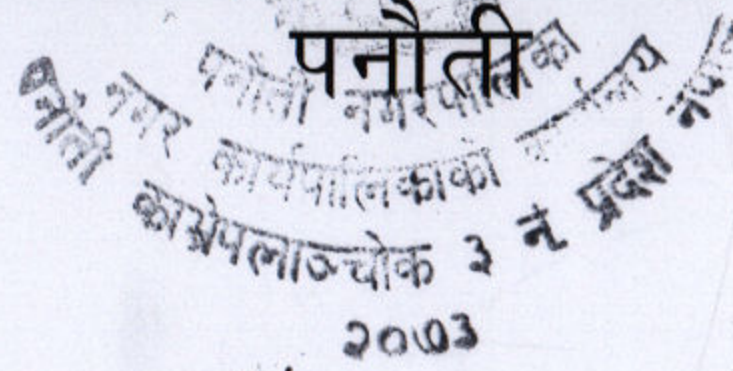 पनौती
पनौती नगरपालिका
नगर कार्यपालिकाको कार्यालय
पनौती काभ्रेपलाञ्चोक ३ नं. प्रदेश नेपाल
२०७३